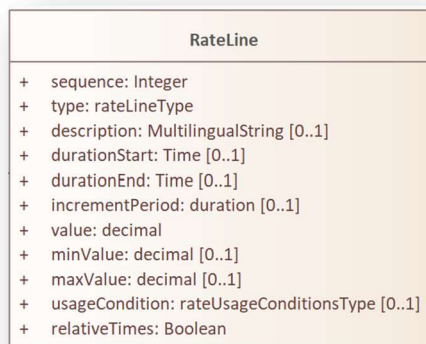 RateLine
+ sequence: Integer
+ type: rateLineType
+ description: MultilingualString [0..1]
+ durationStart: Time [0..1]
+ durationEnd: Time [0..1]
+ incrementPeriod: duration [0..1]
+ value: decimal
+ minValue: decimal [0..1]
+ maxValue: decimal [0..1]
+ usageCondition: rateUsageConditionsType [0..1]
+ relativeTimes: Boolean